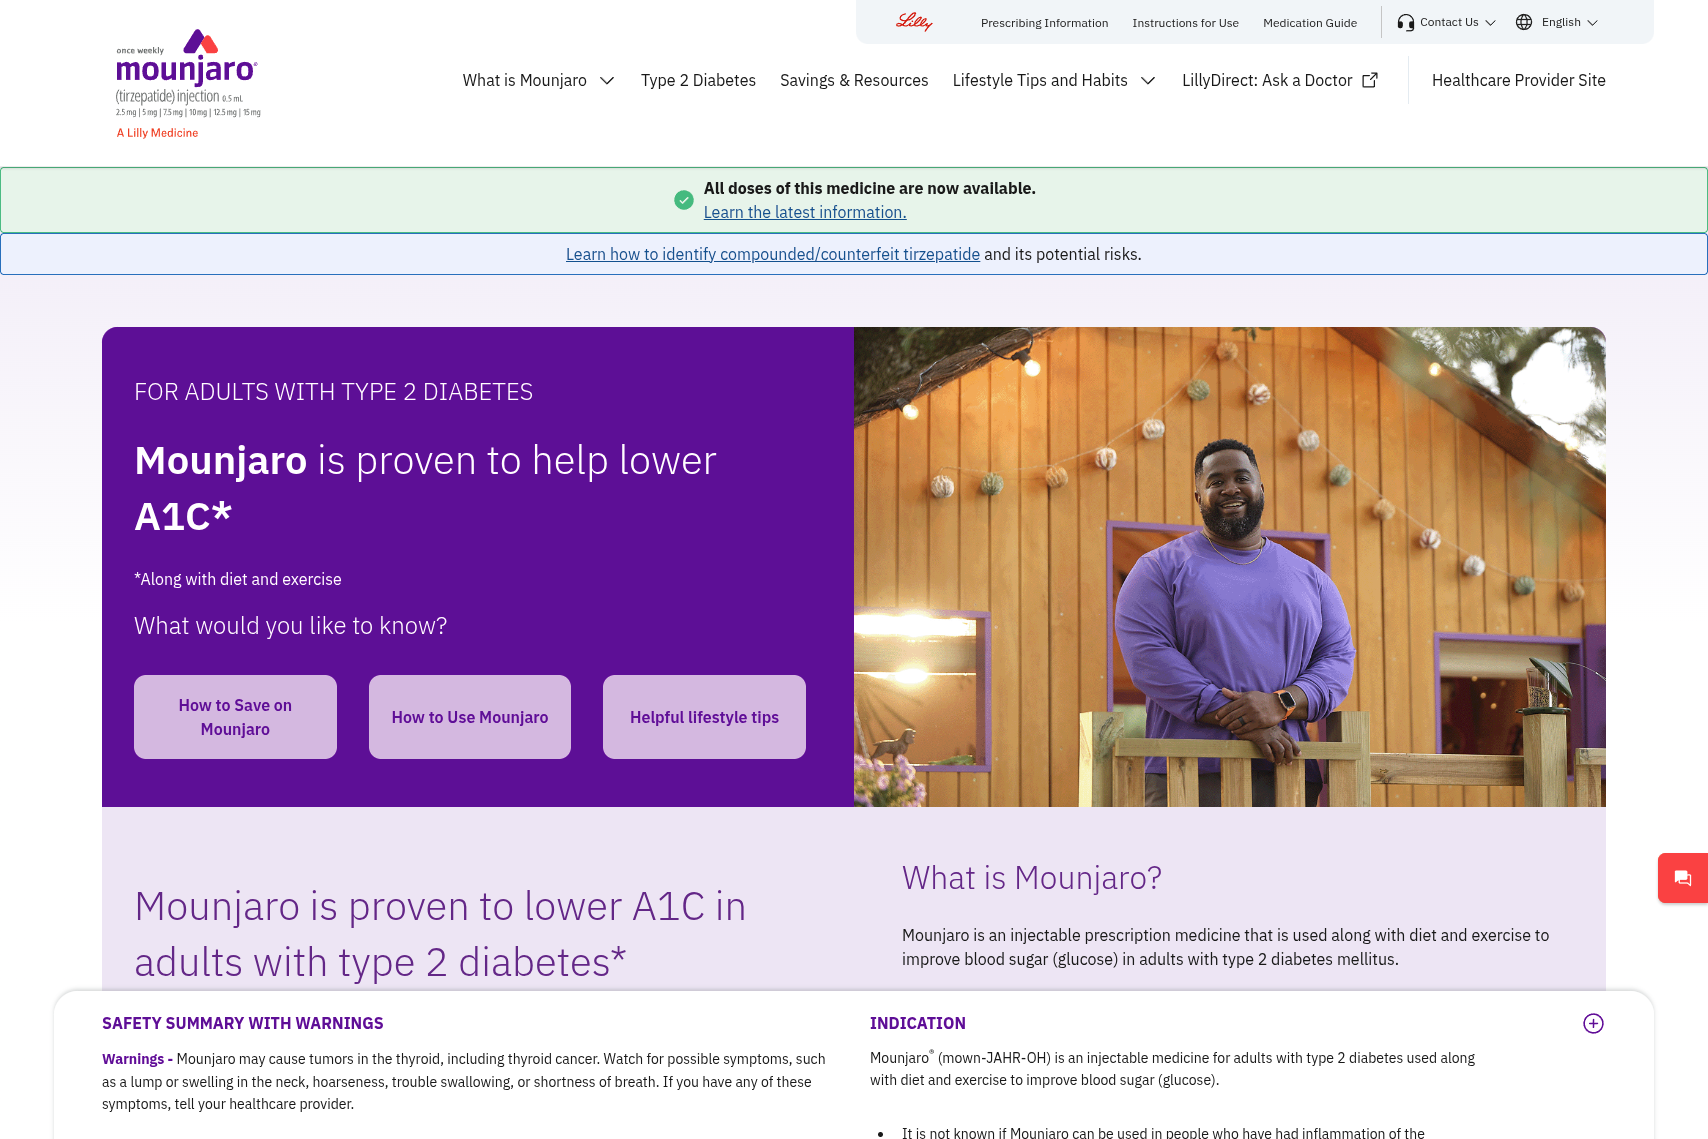 Lilly
Prescribing Information
Instructions for Use
Medication Guide
Contact Us
English
once weekly
mounjaro®
(tirzepatide) injection 0.5 mL
2.5 mg | 5 mg | 7.5 mg | 10 mg | 12.5 mg | 15 mg
A Lilly Medicine
What is Mounjaro
Type 2 Diabetes
Savings & Resources
Lifestyle Tips and Habits
LillyDirect: Ask a Doctor
Healthcare Provider Site
All doses of this medicine are now available.
Learn the latest information.
Learn how to identify compounded/counterfeit tirzepatide and its potential risks.
FOR ADULTS WITH TYPE 2 DIABETES
Mounjaro is proven to help lower
A1C*
*Along with diet and exercise
What would you like to know?
How to Save on
Mounjaro
How to Use Mounjaro
Helpful lifestyle tips
Mounjaro is proven to lower A1C in
adults with type 2 diabetes*
What is Mounjaro?
Mounjaro is an injectable prescription medicine that is used along with diet and exercise to
improve blood sugar (glucose) in adults with type 2 diabetes mellitus.
SAFETY SUMMARY WITH WARNINGS
Warnings - Mounjaro may cause tumors in the thyroid, including thyroid cancer. Watch for possible symptoms, such
as a lump or swelling in the neck, hoarseness, trouble swallowing, or shortness of breath. If you have any of these
symptoms, tell your healthcare provider.
INDICATION
Mounjaro® (mown-JAHR-OH) is an injectable medicine for adults with type 2 diabetes used along
with diet and exercise to improve blood sugar (glucose).
• It is not known if Mounjaro can be used in people who have had inflammation of the